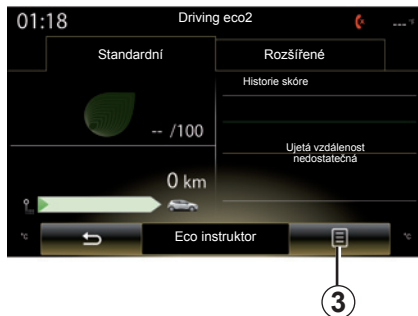 01:18
Driving eco2
---°
Standardní
Rozšířené
Historie skóre
-- /100
Ujetá vzdálenost
nedostatečná
0 km
°C
Eco instruktor
°C
3